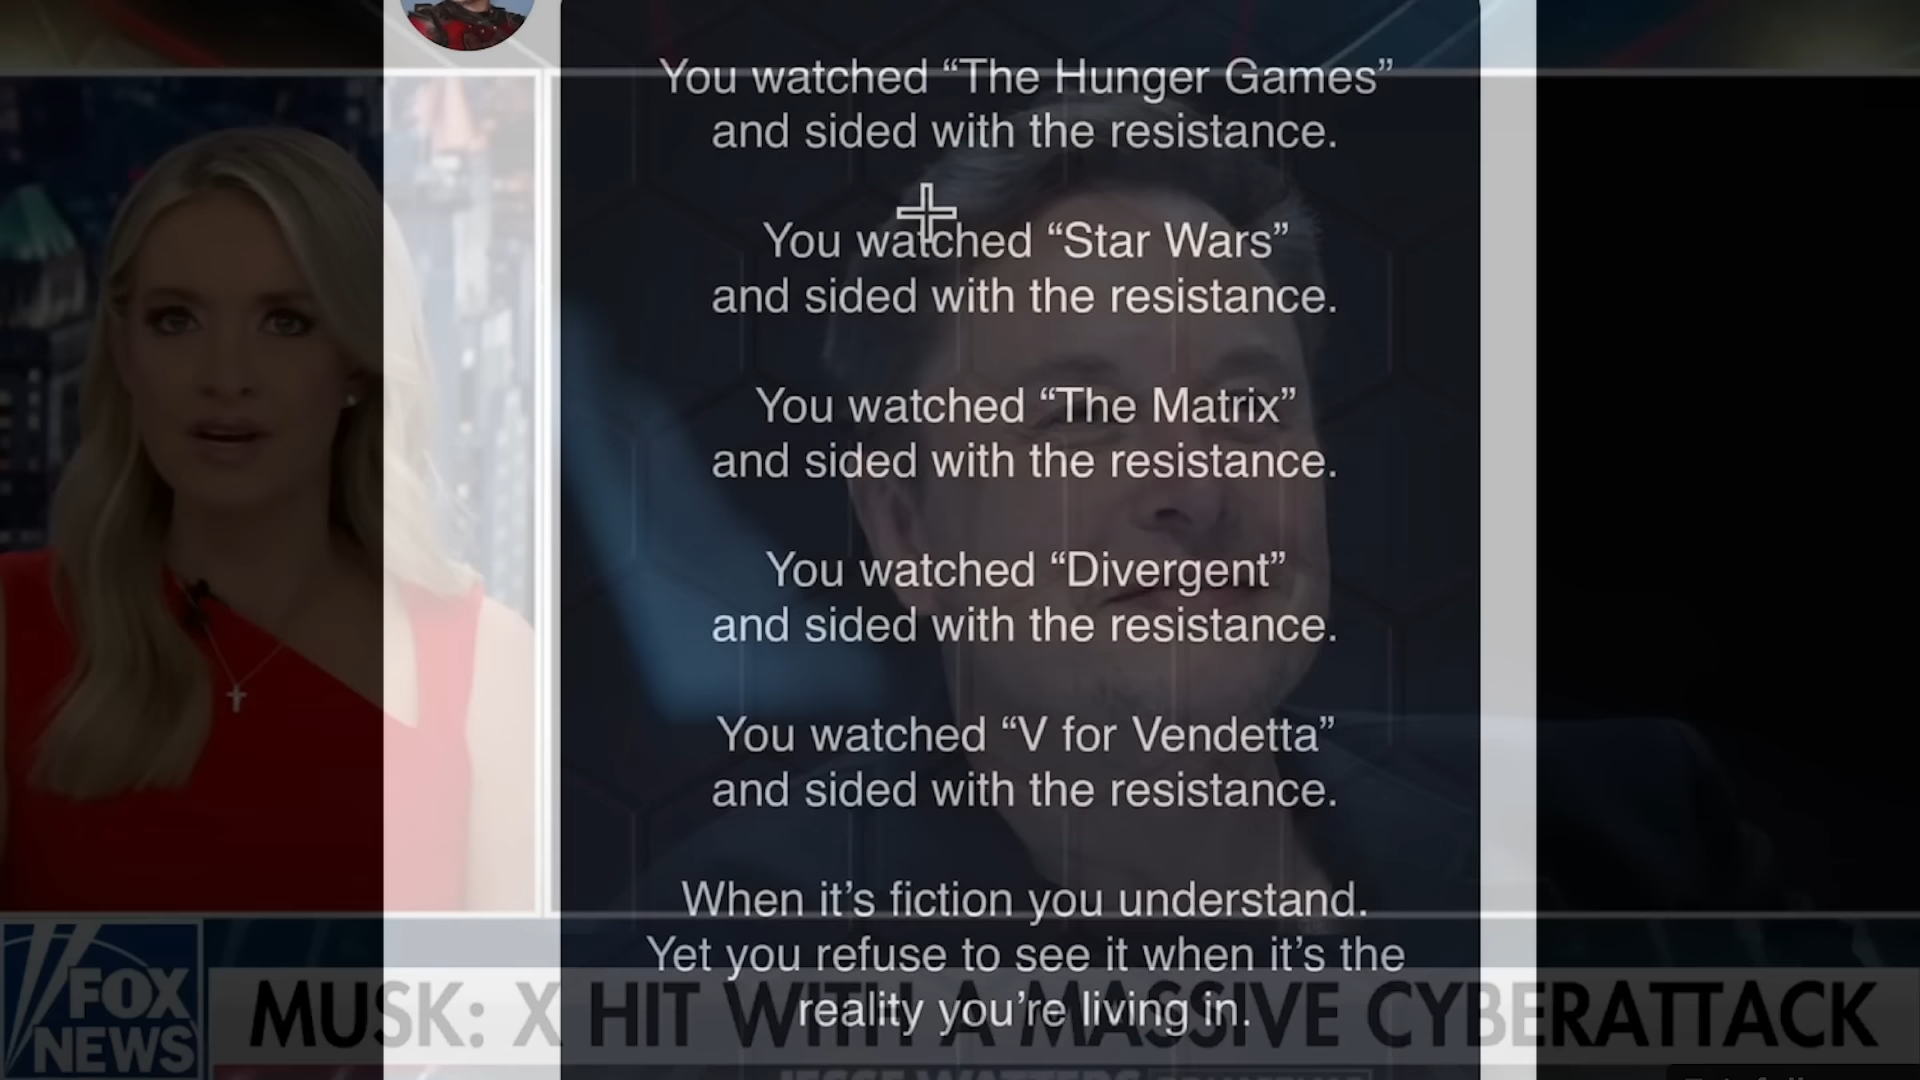 You watched “The Hunger Games”
and sided with the resistance.
You watched “Star Wars”
and sided with the resistance.
You watched “The Matrix”
and sided with the resistance.
You watched “Divergent”
and sided with the resistance.
You watched “V for Vendetta”
and sided with the resistance.
When it’s fiction you understand.
Yet you refuse to see it when it’s the
reality you’re living in.
FOX
NEWS
MUSK: X HIT WITH A MASSIVE CYBERATTACK
JESSE WATTERS